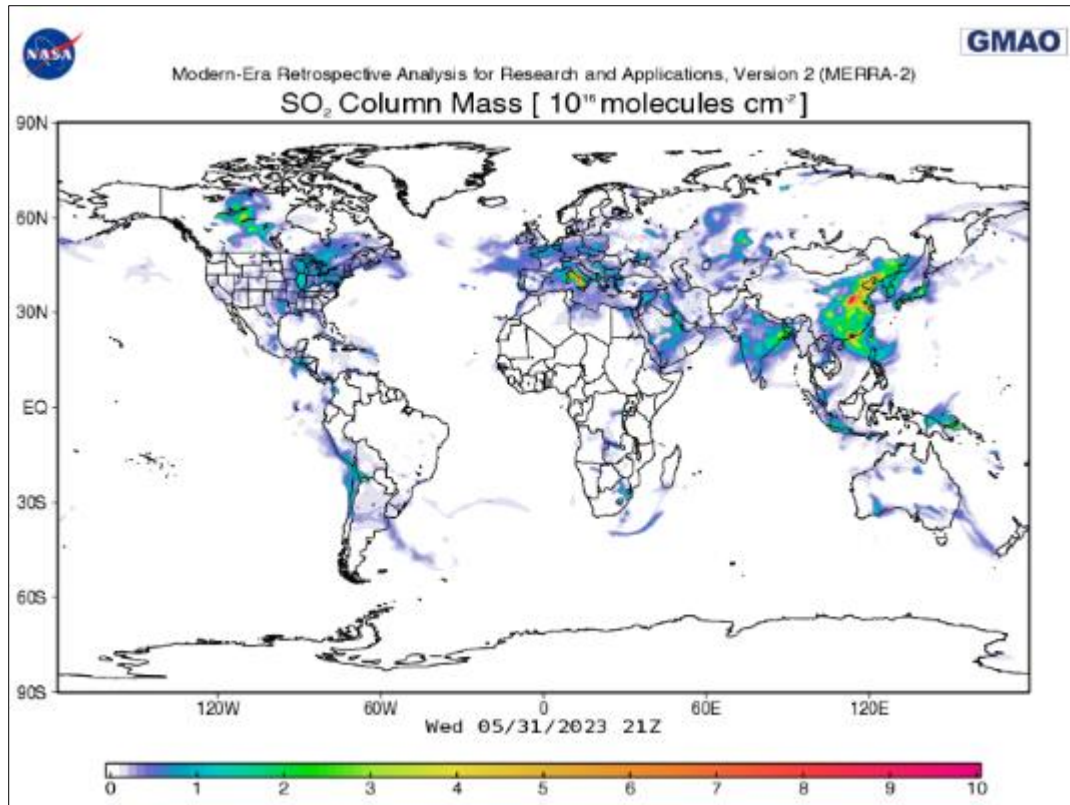 NASA
GMAO
Modern-Era Retrospective Analysis for Research and Applications, Version 2 (MERRA-2)
SO₂ Column Mass [ 10¹⁶ molecules cm⁻² ]
90N
60N
30N
EQ
30S
60S
90S
120W 60W 0 60E 120E
Wed 05/31/2023 21Z
0 1 2 3 4 5 6 7 8 9 10